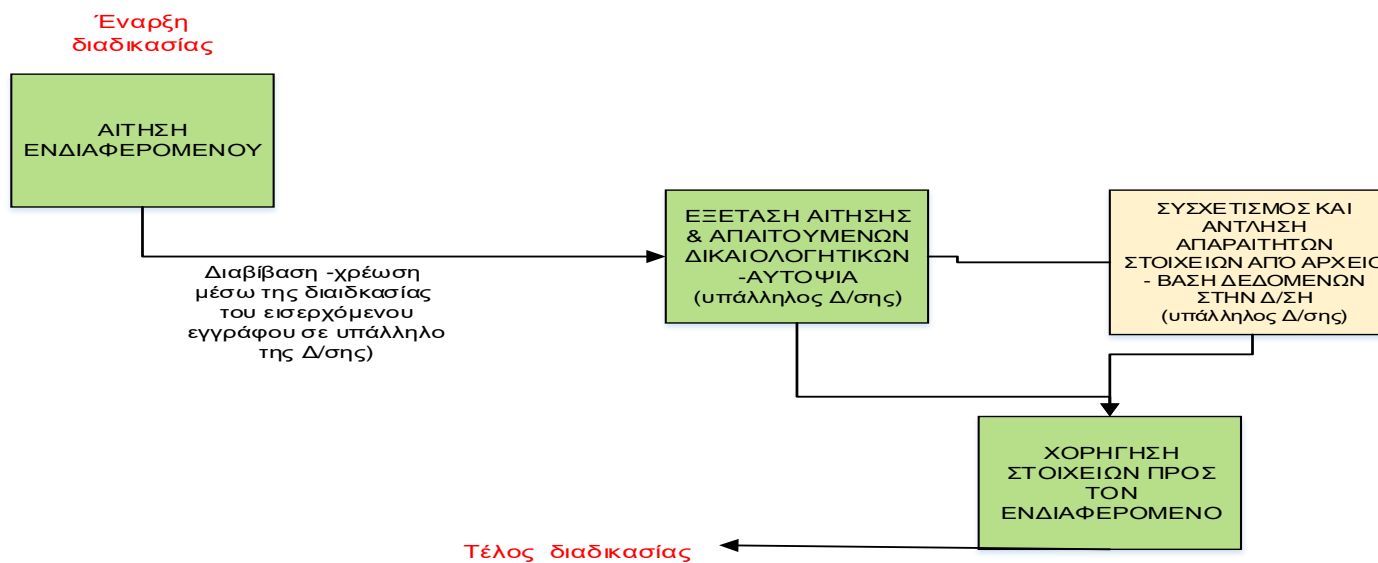 Έναρξη
διαδικασίας
ΑΙΤΗΣΗ
ΕΝΔΙΑΦΕΡΟΜΕΝΟΥ
Διαβίβαση -χρέωση
μέσω της διαιδκασίας
του εισερχόμενου
εγγράφου σε υπάλληλο
της Δ/σης)
ΕΞΕΤΑΣΗ ΑΙΤΗΣΗΣ
& ΑΠΑΙΤΟΥΜΕΝΩΝ
ΔΙΚΑΙΟΛΟΓΗΤΙΚΩΝ
-ΑΥΤΟΨΙΑ
(υπάλληλος Δ/σης)
ΣΥΣΧΕΤΙΣΜΟΣ ΚΑΙ
ΑΝΤΛΗΣΗ
ΑΠΑΡΑΙΤΗΤΩΝ
ΣΤΟΙΧΕΙΩΝ ΑΠΌ ΑΡΧΕΙΟ
- ΒΑΣΗ ΔΕΔΟΜΕΝΩΝ
ΣΤΗΝ Δ/ΣΗ
(υπάλληλος Δ/σης)
ΧΟΡΗΓΗΣΗ
ΣΤΟΙΧΕΙΩΝ ΠΡΟΣ
ΤΟΝ
ΕΝΔΙΑΦΕΡΟΜΕΝΟ
Τέλος διαδικασίας